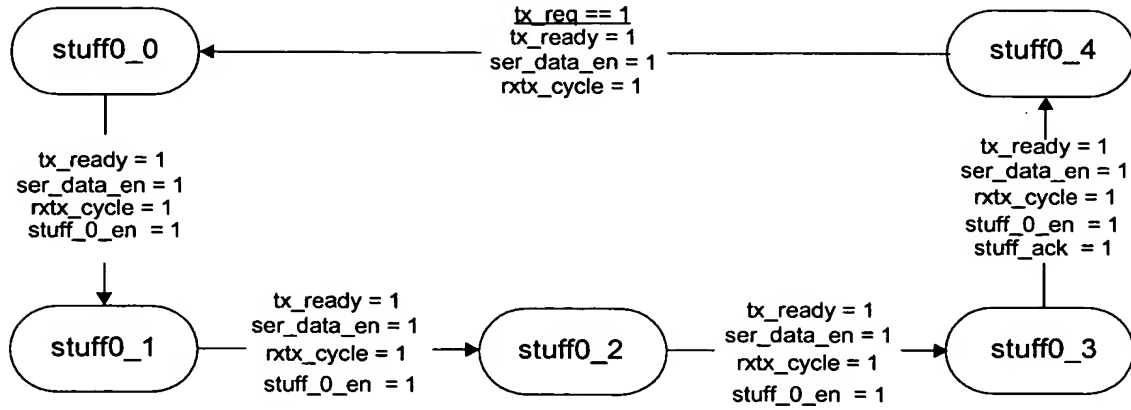 stuff0_0
tx_req == 1
tx_ready = 1
ser_data_en = 1
rxtx_cycle = 1
stuff0_4
tx_ready = 1
ser_data_en = 1
rxtx_cycle = 1
stuff_0_en = 1
tx_ready = 1
ser_data_en = 1
rxtx_cycle = 1
stuff_0_en = 1
stuff_ack = 1
stuff0_1
tx_ready = 1
ser_data_en = 1
rxtx_cycle = 1
stuff_0_en = 1
stuff0_2
tx_ready = 1
ser_data_en = 1
rxtx_cycle = 1
stuff_0_en = 1
stuff0_3